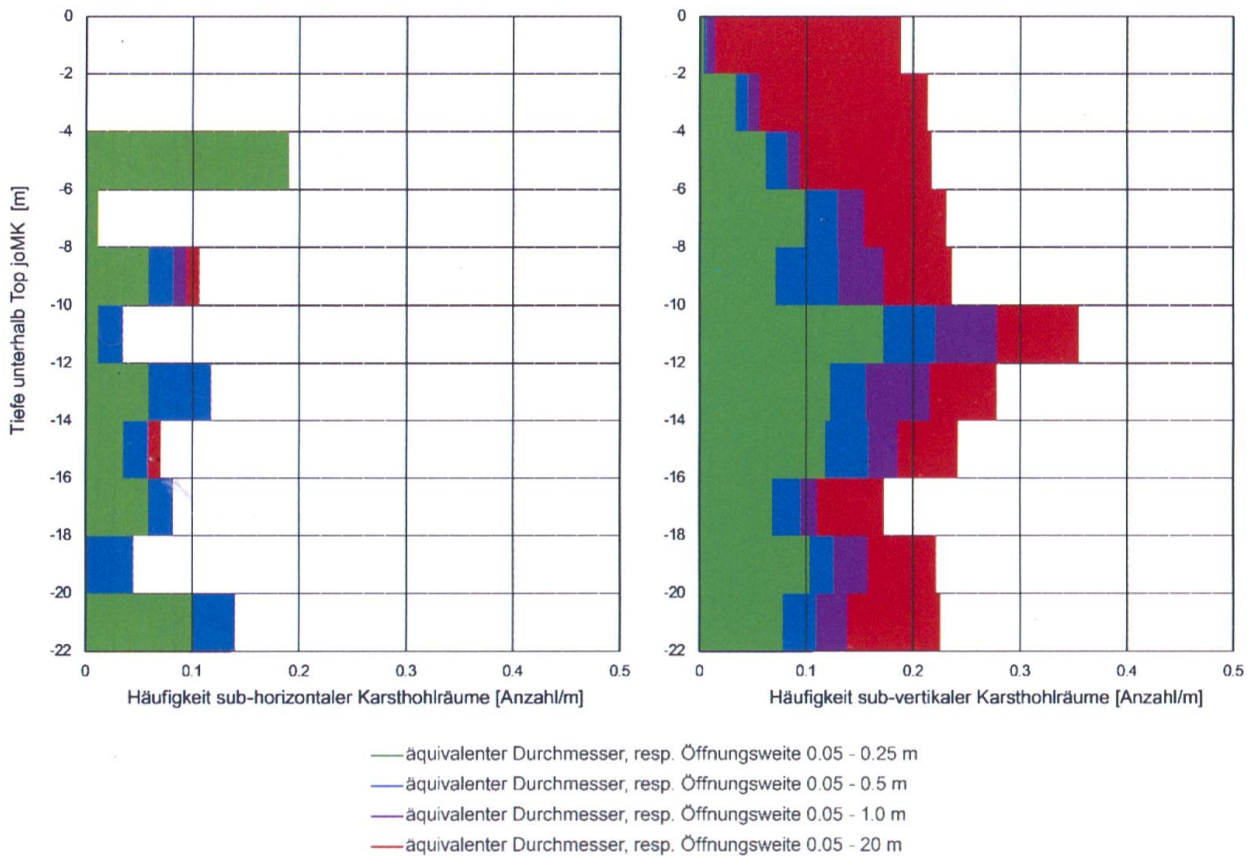 0
-2
-4
-6
-8
-10
-12
-14
-16
-18
-20
-22
Tiefe unterhalb Top joMK [m]
0 0.1 0.2 0.3 0.4 0.5
Häufigkeit sub-horizontaler Karsthohlräume [Anzahl/m]
0
-2
-4
-6
-8
-10
-12
-14
-16
-18
-20
-22
0 0.1 0.2 0.3 0.4 0.5
Häufigkeit sub-vertikaler Karsthohlräume [Anzahl/m]
äquivalenter Durchmesser, resp. Öffnungsweite 0.05 - 0.25 m
äquivalenter Durchmesser, resp. Öffnungsweite 0.05 - 0.5 m
äquivalenter Durchmesser, resp. Öffnungsweite 0.05 - 1.0 m
äquivalenter Durchmesser, resp. Öffnungsweite 0.05 - 20 m